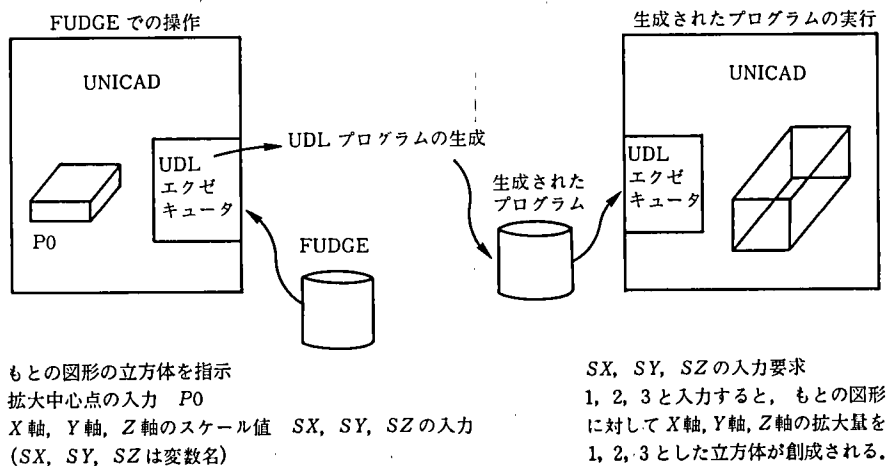 FUDGE での操作
UNICAD
UDL
エクゼ
キュータ
P0
UDL プログラムの生成
FUDGE
生成された
プログラム
生成されたプログラムの実行
UNICAD
UDL
エクゼ
キュータ
もとの図形の立方体を指示
拡大中心点の入力 P0
X 軸, Y 軸, Z 軸のスケール値 SX, SY, SZ の入力
(SX, SY, SZ は変数名)
SX, SY, SZ の入力要求
1, 2, 3 と入力すると, もとの図形
に対して X 軸, Y 軸, Z 軸の拡大量を
1, 2, 3 とした立方体が創成される.